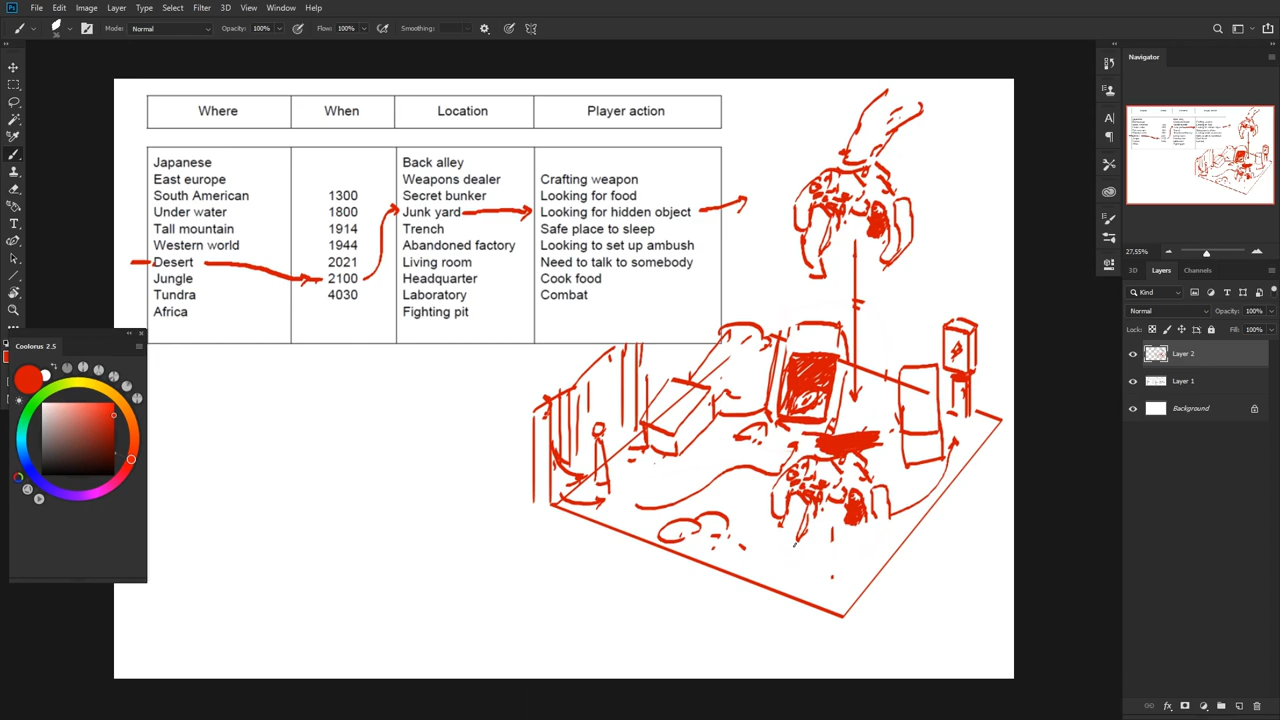 Ps File Edit Image Layer Type Select Filter 3D View Window Help
Mode: Normal Opacity: 100% Flow: 100% Smoothing:
Navigator
Where When Location Player action
Japanese Back alley
East europe Weapons dealer Crafting weapon
South American 1300 Secret bunker Looking for food
Under water 1800 Junk yard Looking for hidden object
Tall mountain 1914 Trench Safe place to sleep
Western world 1944 Abandoned factory Looking to set up ambush
Desert 2021 Living room Need to talk to somebody
Jungle 2100 Headquarter Cook food
Tundra 4030 Laboratory Combat
Africa Fighting pit
Coolorus 2.5
27,55%
3D Layers Channels
Kind
Normal Opacity: 100%
Lock: Fill: 100%
Layer 2
Layer 1
Background